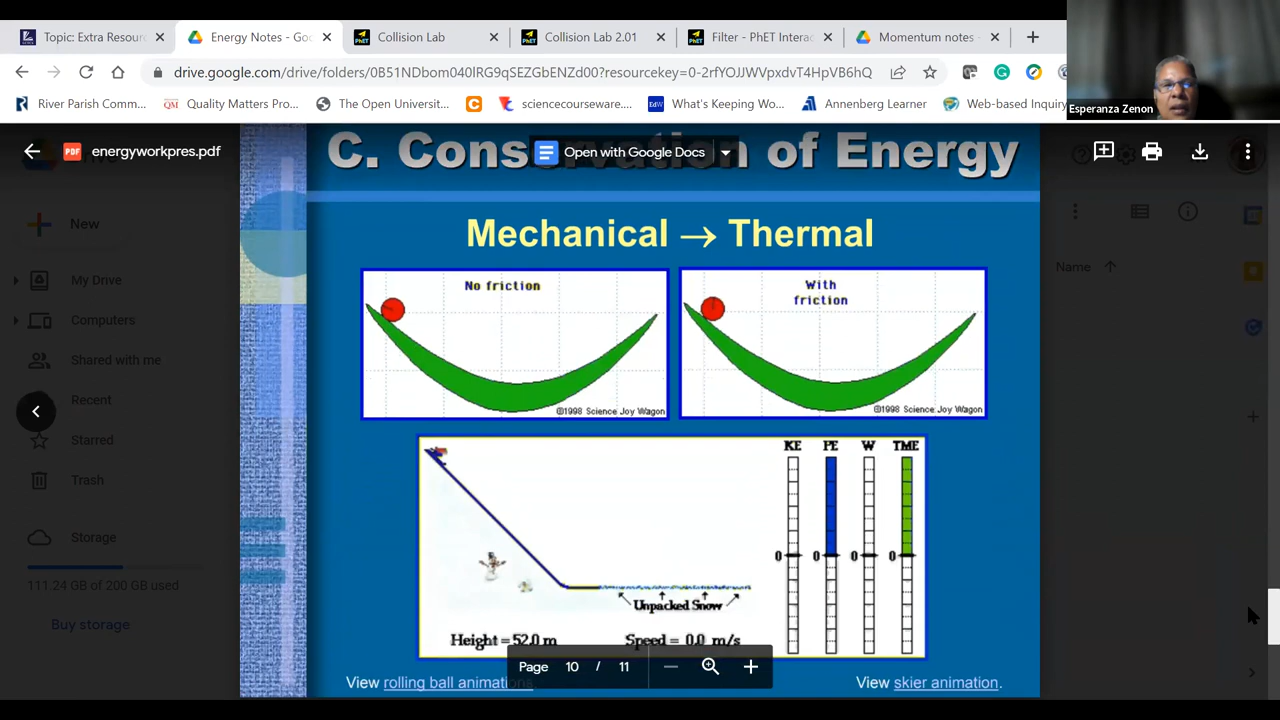 Topic: Extra Resour
Energy Notes - Goo
Collision Lab
Collision Lab 2.01
Filter - PhET Interac
Momentum notes -
drive.google.com/drive/folders/0B51NDbom040lRG9qSEZGbENZd00?resourcekey=0-2rfYOJJWVpxdvT4HpVB6hQ
River Parish Comm...
QM
Quality Matters Pro...
The Open Universit...
sciencecourseware....
EdW
What's Keeping Wo...
Annenberg Learner
Web-based Inquiry
Esperanza Zenon
PDF
energyworkpres.pdf
Open with Google Docs
C. Cons n of Energy
New
My Drive
Computers
Shared with me
Recent
Starred
Trash
Storage
111.24 GB of 200 GB used
Buy storage
Name
Mechanical → Thermal
No friction
©1998 Science Joy Wagon
With
friction
©1998 Science Joy Wagon
KE PE W TME
0 0 0 0
Unpacked Snow
Height = 52.0 m
Speed = 0.0 m/s
Page 10 / 11
View rolling ball animations
View skier animation.